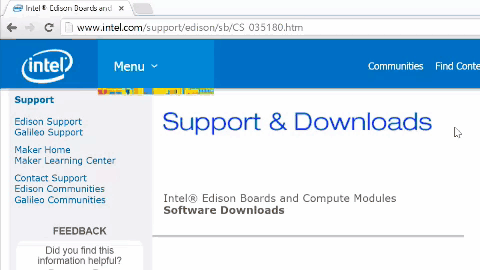 Intel® Edison Boards and
www.intel.com/support/edison/sb/CS_035180.htm
intel
Menu
Communities
Find Conte
Support
Edison Support
Galileo Support
Maker Home
Maker Learning Center
Contact Support
Edison Communities
Galileo Communities
FEEDBACK
Did you find this
information helpful?
Support & Downloads
Intel® Edison Boards and Compute Modules
Software Downloads